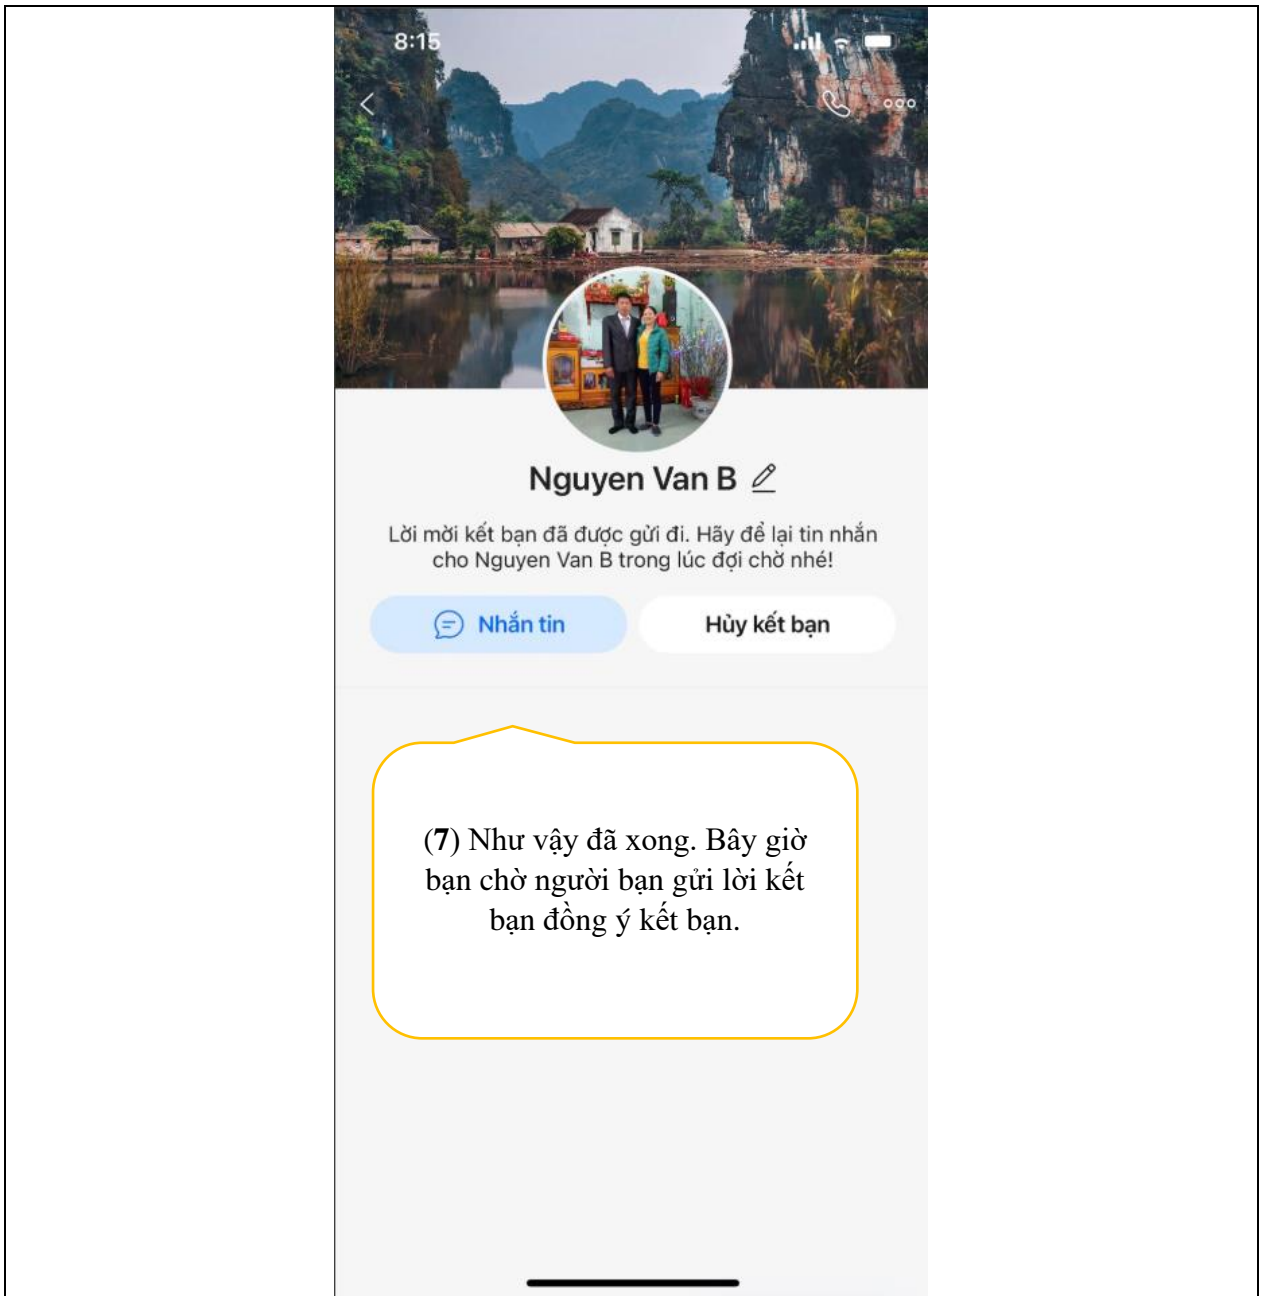 8:15
Nguyen Van B
Lời mời kết bạn đã được gửi đi. Hãy để lại tin nhắn
cho Nguyen Van B trong lúc đợi chờ nhé!
Nhắn tin
Hủy kết bạn
(7) Như vậy đã xong. Bây giờ
bạn chờ người bạn gửi lời kết
bạn đồng ý kết bạn.